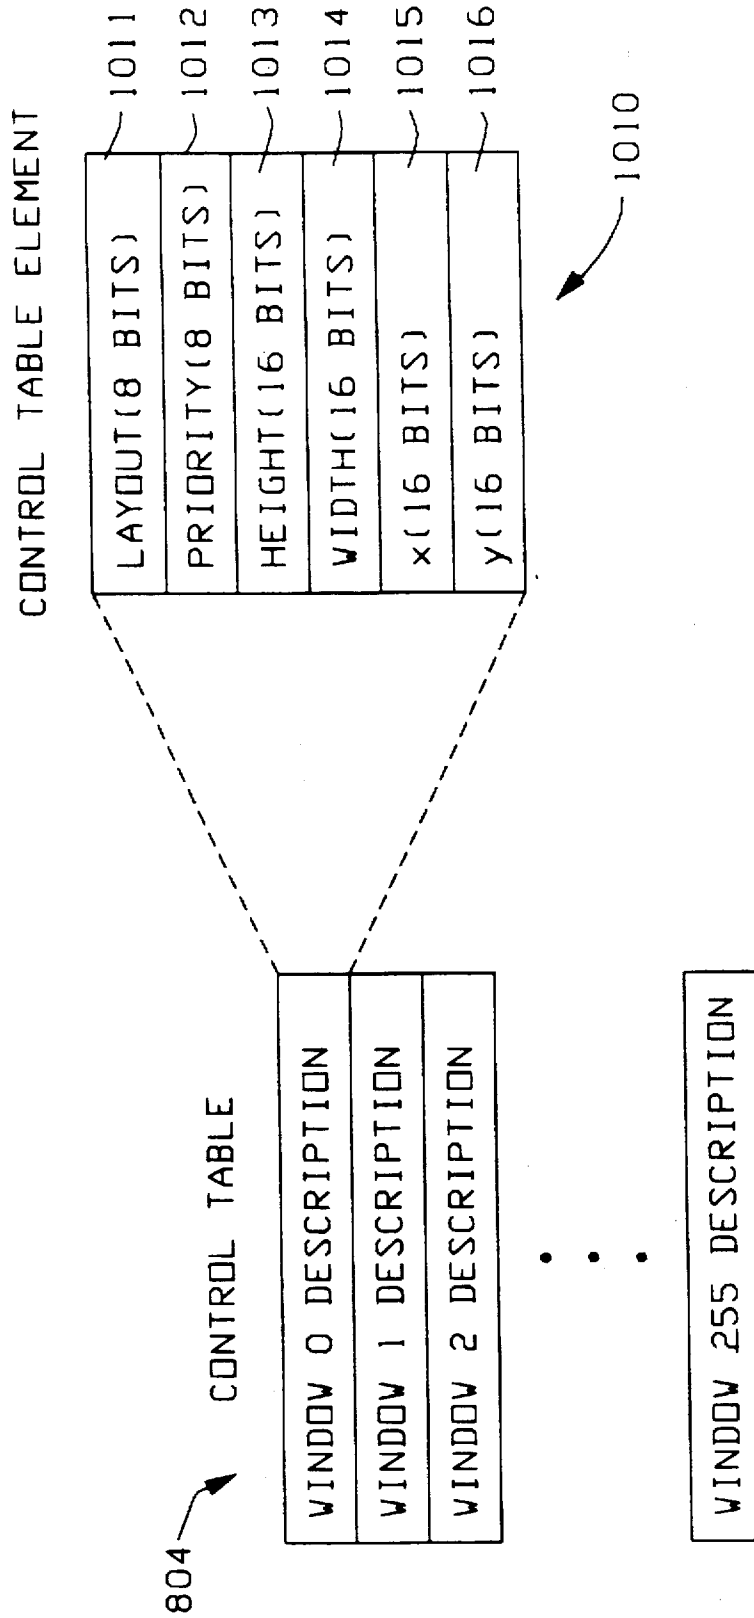 804
CONTROL TABLE
WINDOW 0 DESCRIPTION
WINDOW 1 DESCRIPTION
WINDOW 2 DESCRIPTION
WINDOW 255 DESCRIPTION
CONTROL TABLE ELEMENT
LAYOUT(8 BITS)
1011
PRIORITY(8 BITS)
1012
HEIGHT(16 BITS)
1013
WIDTH(16 BITS)
1014
x(16 BITS)
1015
y(16 BITS)
1016
1010